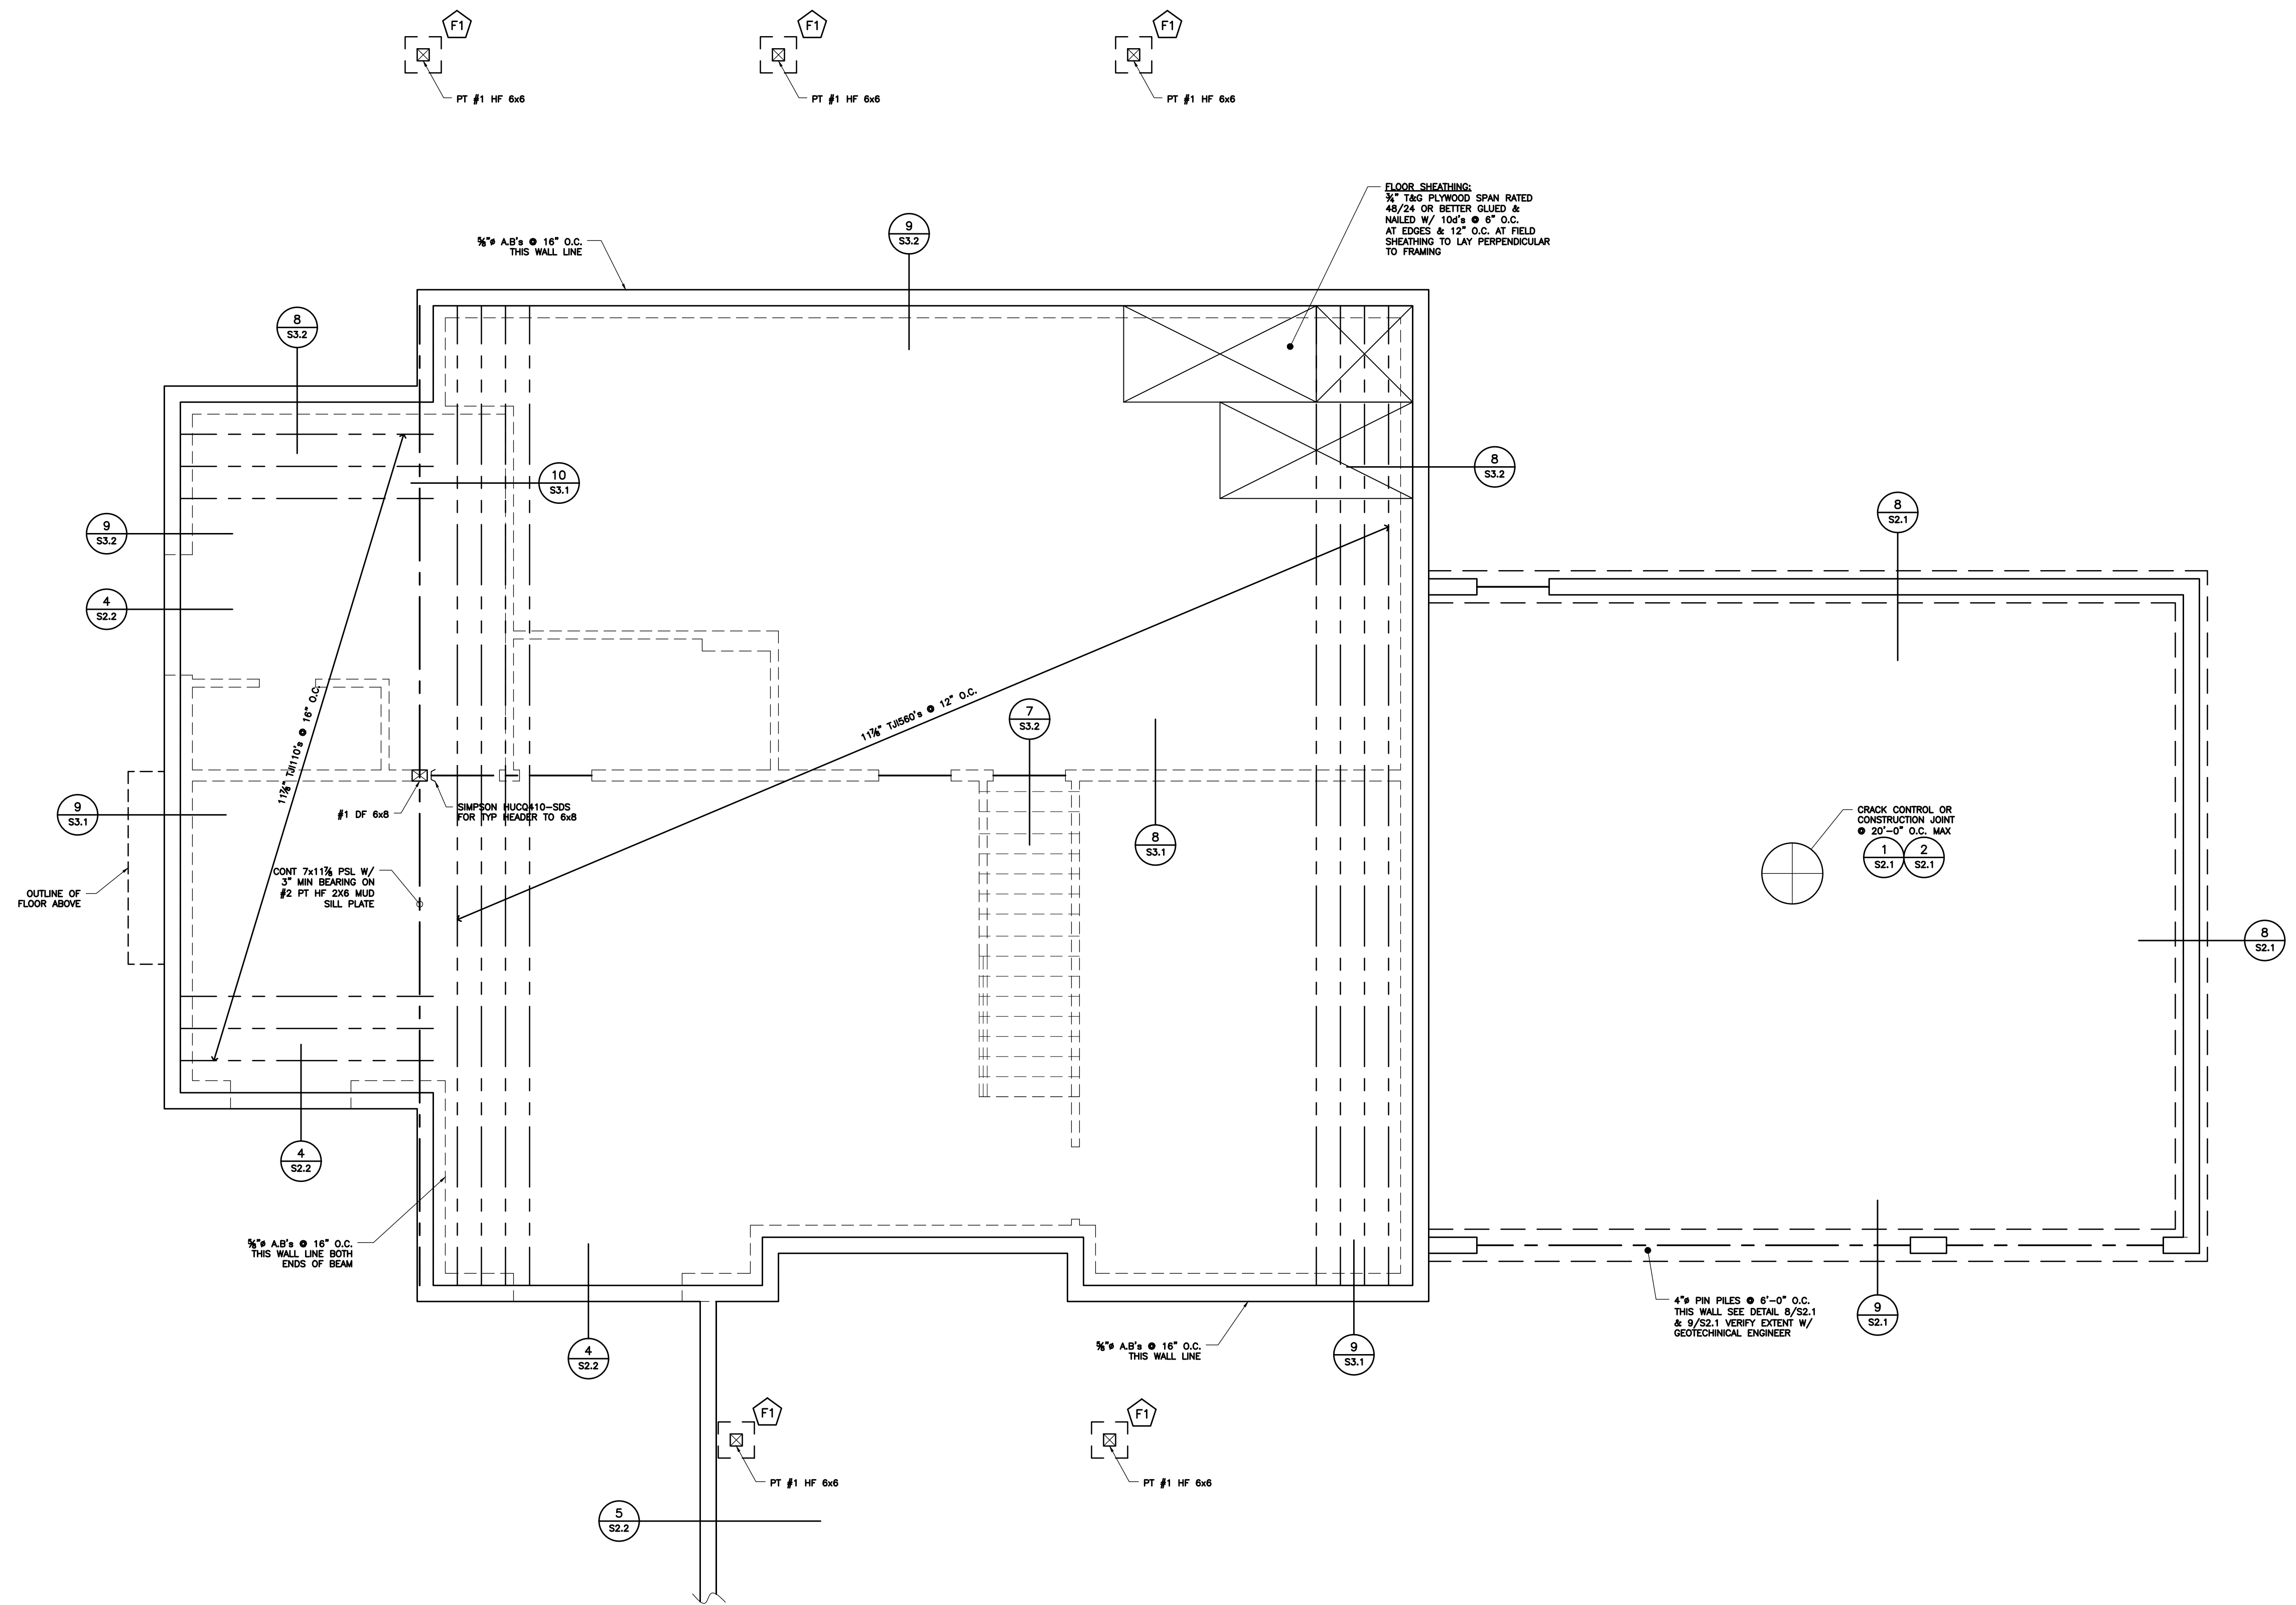 F1
F1
F1
PT #1 HF 6x6
PT #1 HF 6x6
PT #1 HF 6x6
FLOOR SHEATHING:
¾" T&G PLYWOOD SPAN RATED
48/24 OR BETTER GLUED &
NAILED W/ 10d's @ 6" O.C.
AT EDGES & 12" O.C. AT FIELD
SHEATHING TO LAY PERPENDICULAR
TO FRAMING
⅝"ø A.B's @ 16" O.C.
THIS WALL LINE
9
S3.2
8
S3.2
10
S3.1
8
S3.2
9
S3.2
8
S2.1
4
S2.2
11⅞" TJI110's @ 16" O.C.
11⅞" TJI560's @ 12" O.C.
7
S3.2
9
S3.1
#1 DF 6x8
SIMPSON HUCQ410-SDS
FOR TYP HEADER TO 6x8
8
S3.1
CRACK CONTROL OR
CONSTRUCTION JOINT
@ 20'-0" O.C. MAX
1
S2.1
2
S2.1
CONT 7x11⅞ PSL W/
3" MIN BEARING ON
#2 PT HF 2X6 MUD
SILL PLATE
OUTLINE OF
FLOOR ABOVE
8
S2.1
4
S2.2
⅝"ø A.B's @ 16" O.C.
THIS WALL LINE BOTH
ENDS OF BEAM
4"ø PIN PILES @ 6'-0" O.C.
THIS WALL SEE DETAIL 8/S2.1
& 9/S2.1 VERIFY EXTENT W/
GEOTECHINICAL ENGINEER
9
S2.1
4
S2.2
⅝"ø A.B's @ 16" O.C.
THIS WALL LINE
9
S3.1
F1
F1
PT #1 HF 6x6
PT #1 HF 6x6
5
S2.2